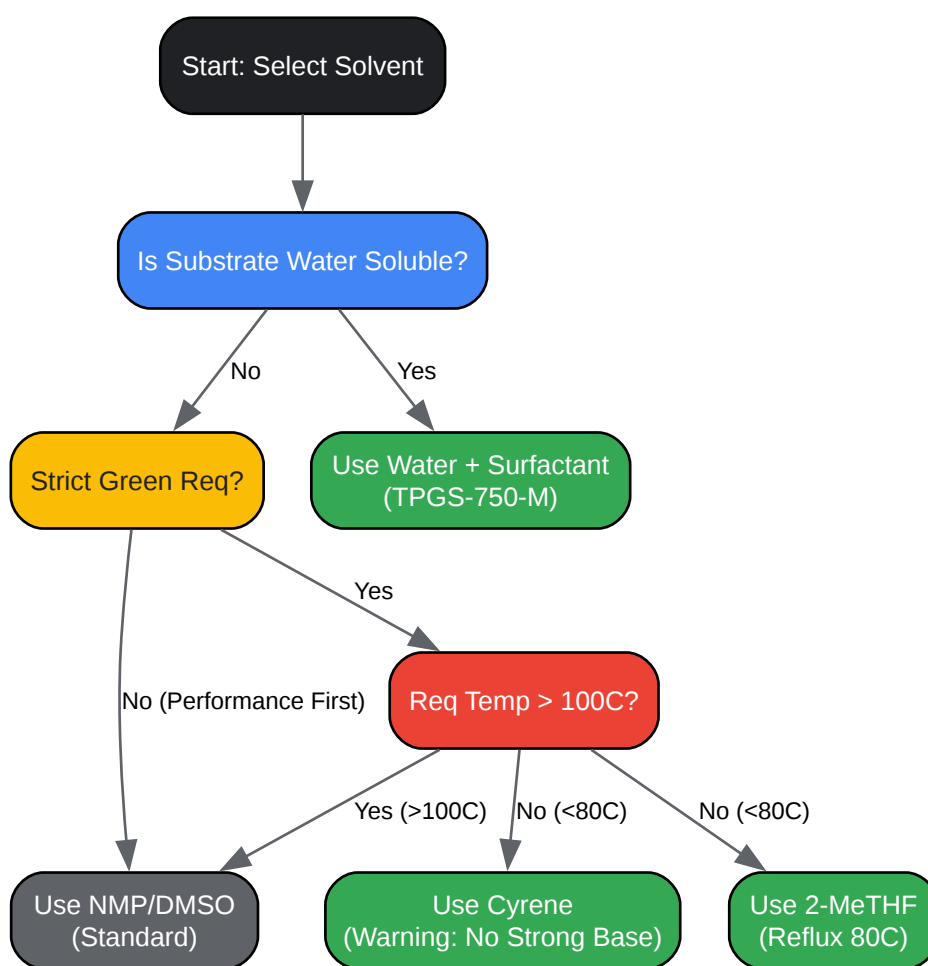 Start: Select Solvent
Is Substrate Water Soluble?
No
Yes
Strict Green Req?
Use Water + Surfactant
(TPGS-750-M)
Yes
No (Performance First)
Req Temp > 100C?
Yes (>100C)
No (<80C)
No (<80C)
Use NMP/DMSO
(Standard)
Use Cyrene
(Warning: No Strong Base)
Use 2-MeTHF
(Reflux 80C)